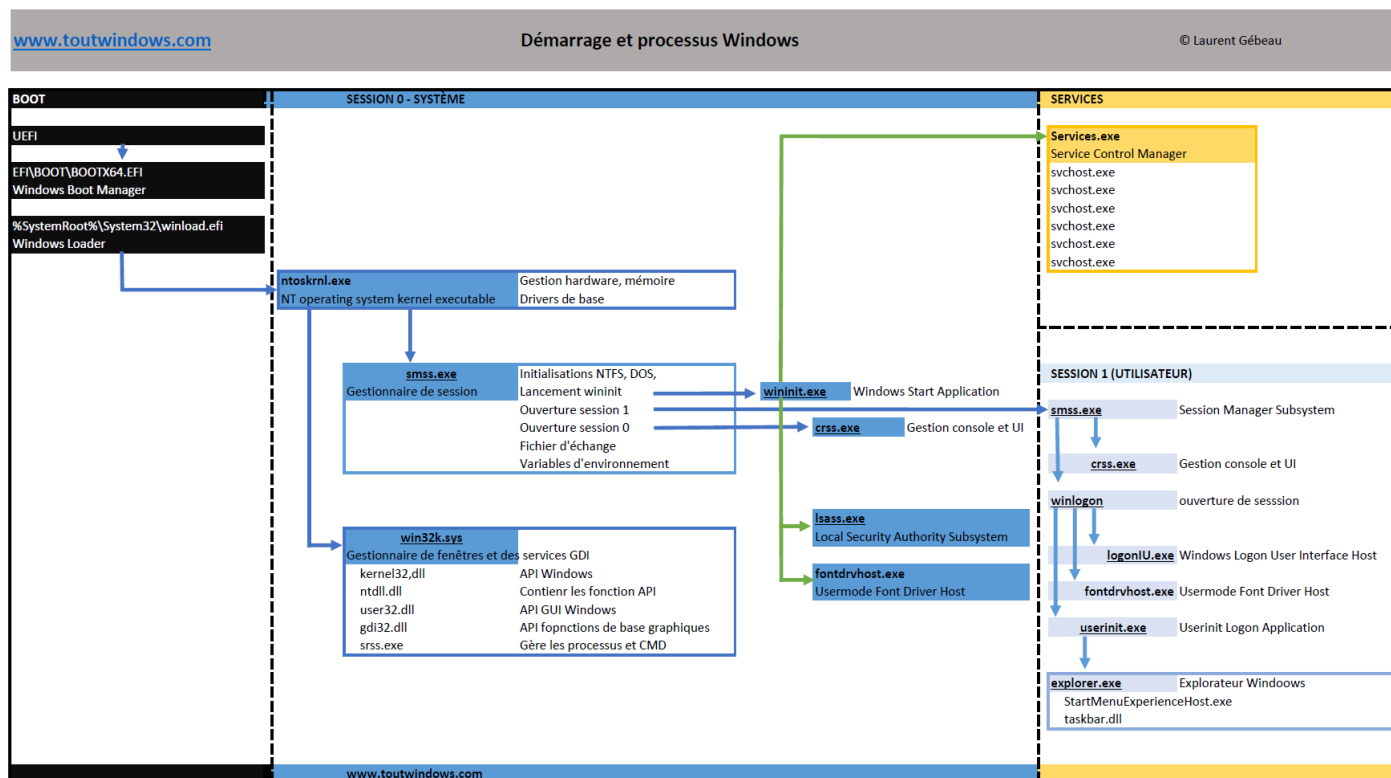 www.toutwindows.com
Démarrage et processus Windows
© Laurent Gébeau
BOOT
UEFI
EFI\BOOT\BOOTX64.EFI
Windows Boot Manager
%SystemRoot%\System32\winload.efi
Windows Loader
SESSION 0 - SYSTÈME
ntoskrnl.exe Gestion hardware, mémoire
NT operating system kernel executable Drivers de base
smss.exe Initialisations NTFS, DOS,
Gestionnaire de session Lancement wininit
Ouverture session 1
Ouverture session 0
Fichier d'échange
Variables d'environnement
wininit.exe Windows Start Application
crss.exe Gestion console et UI
win32k.sys
Gestionnaire de fenêtres et des services GDI
kernel32,dll API Windows
ntdll.dll Contienr les fonction API
user32.dll API GUI Windows
gdi32.dll API fopnctions de base graphiques
srss.exe Gère les processus et CMD
lsass.exe
Local Security Authority Subsystem
fontdrvhost.exe
Usermode Font Driver Host
SERVICES
Services.exe
Service Control Manager
svchost.exe
svchost.exe
svchost.exe
svchost.exe
svchost.exe
svchost.exe
SESSION 1 (UTILISATEUR)
smss.exe Session Manager Subsystem
crss.exe Gestion console et UI
winlogon ouverture de sesssion
logonIU.exe Windows Logon User Interface Host
fontdrvhost.exe Usermode Font Driver Host
userinit.exe Userinit Logon Application
explorer.exe Explorateur Windoows
StartMenuExperienceHost.exe
taskbar.dll
www.toutwindows.com